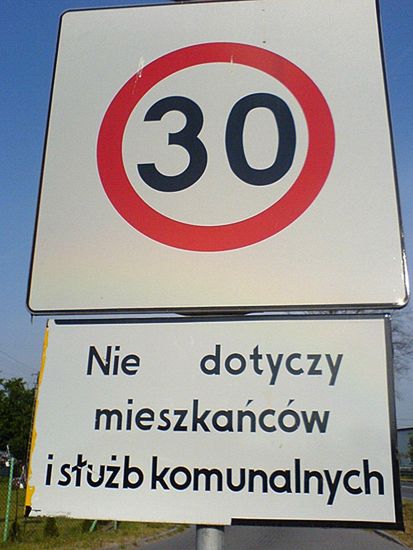 30
Nie dotyczy
mieszkańców
i służb komunalnych